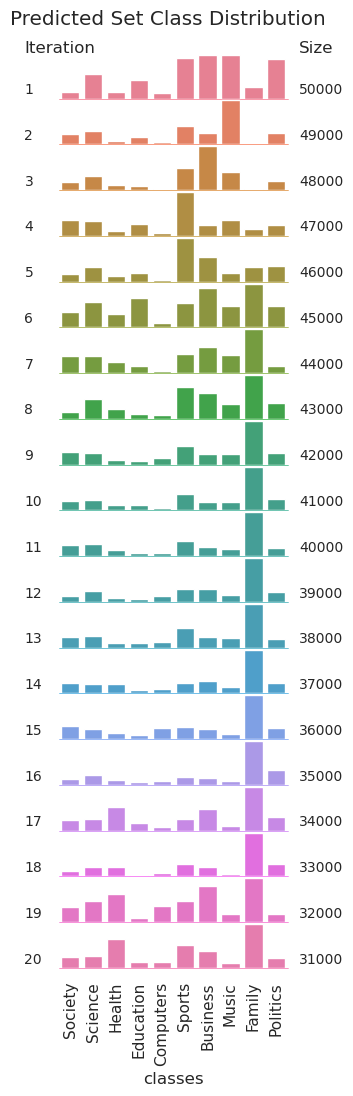 Predicted Set Class Distribution
Iteration Size
1 50000
2 49000
3 48000
4 47000
5 46000
6 45000
7 44000
8 43000
9 42000
10 41000
11 40000
12 39000
13 38000
14 37000
15 36000
16 35000
17 34000
18 33000
19 32000
20 31000
Society
Science
Health
Education
Computers
Sports
Business
Music
Family
Politics
classes